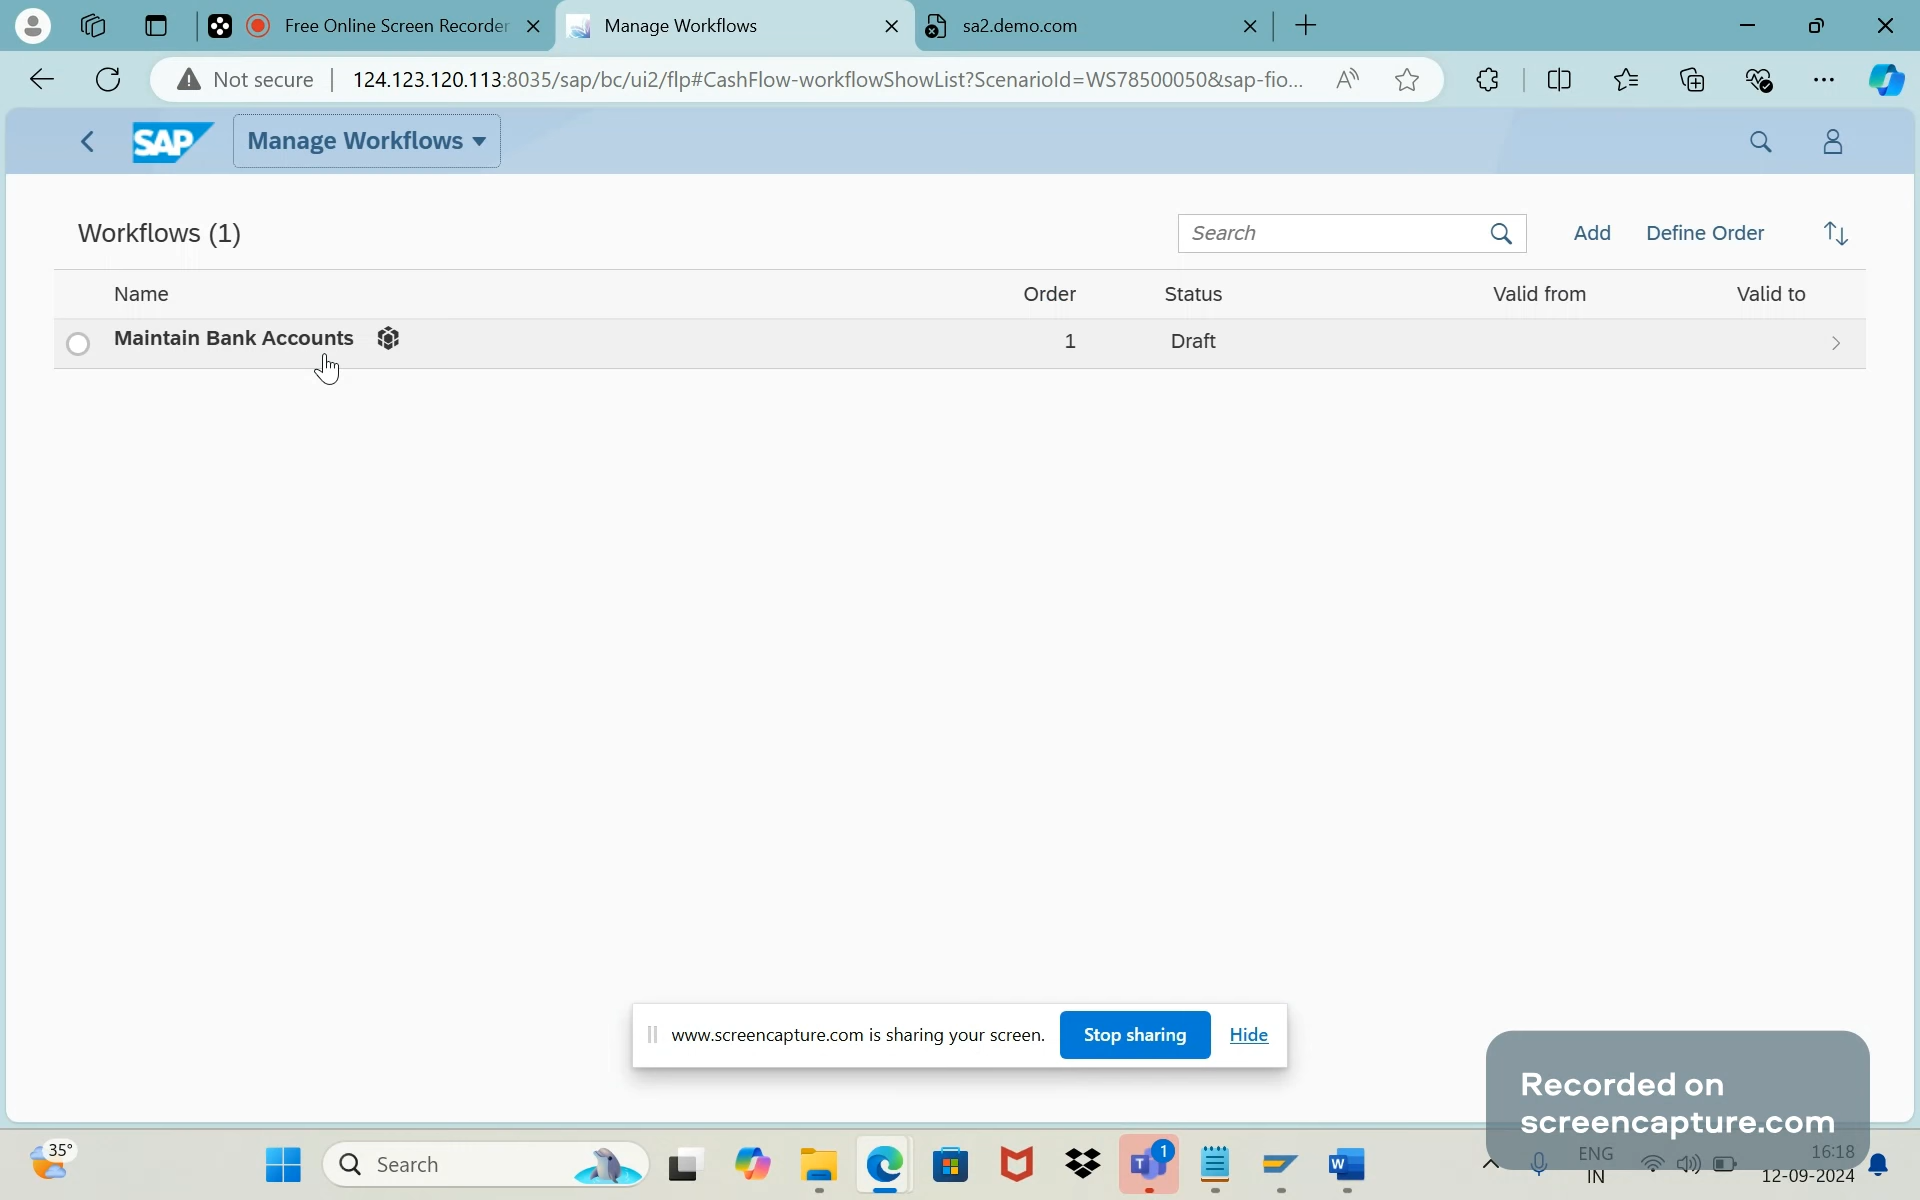 Free Online Screen Recorder
Manage Workflows
sa2.demo.com
Not secure
124.123.120.113:8035/sap/bc/ui2/flp#CashFlow-workflowShowList?ScenarioId=WS78500050&sap-fio...
SAP
Manage Workflows
Workflows (1)
Search
Add
Define Order
Name
Order
Status
Valid from
Valid to
Maintain Bank Accounts
1
Draft
www.screencapture.com is sharing your screen.
Stop sharing
Hide
Recorded on
screencapture.com
35°
Search
1
ENG
IN
16:18
12-09-2024